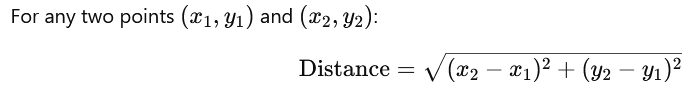 For any two points (x₁, y₁) and (x₂, y₂):
Distance = √(x₂ − x₁)² + (y₂ − y₁)²